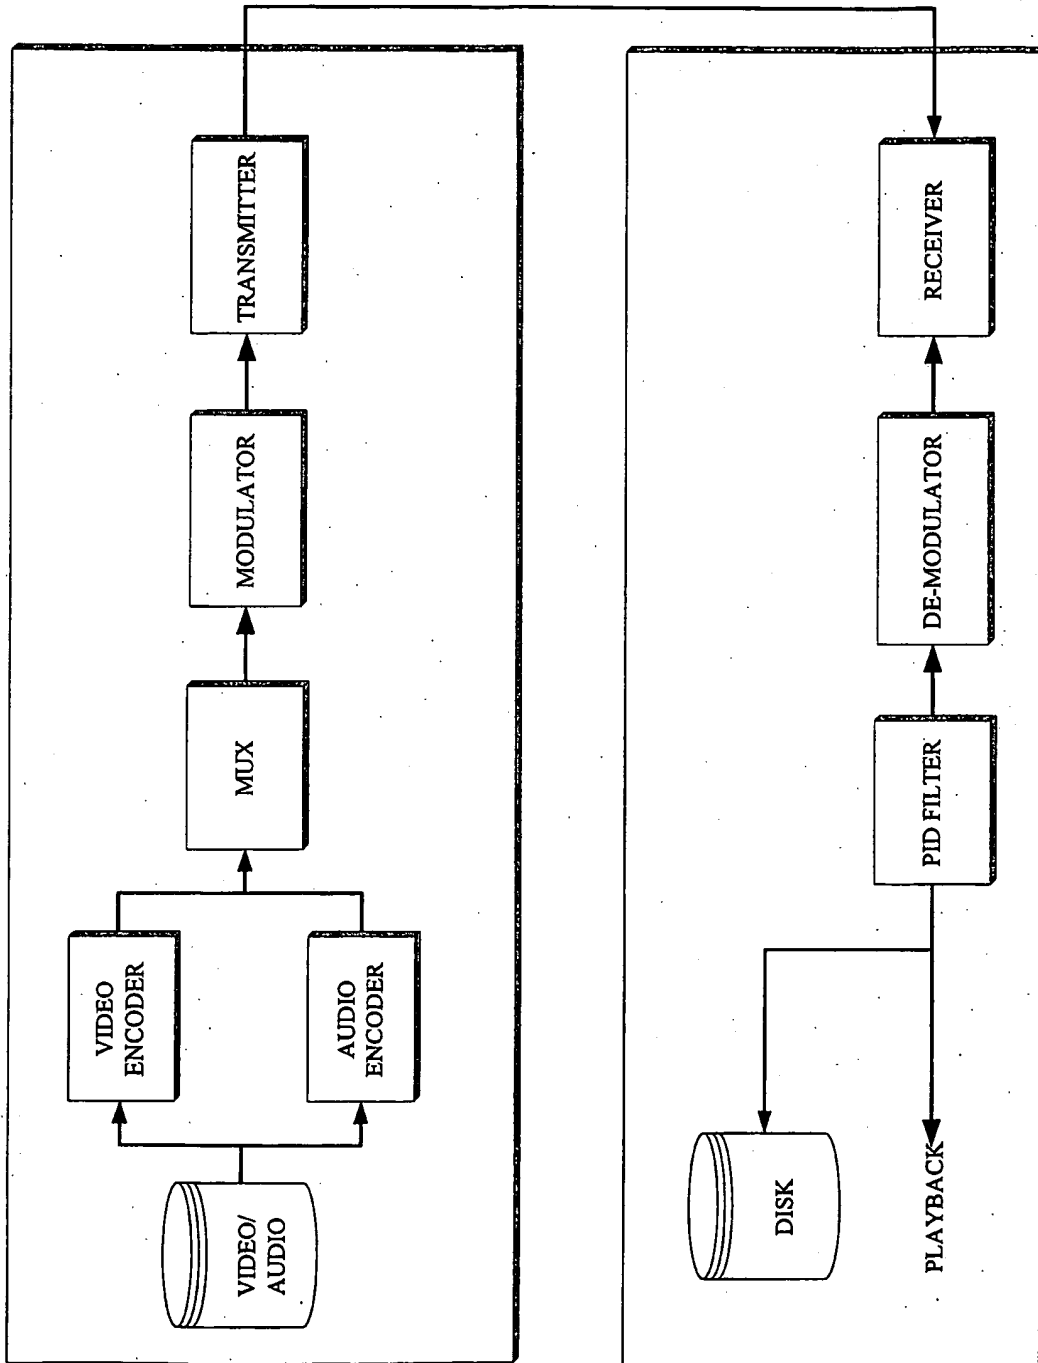 VIDEO/
AUDIO
VIDEO
ENCODER
AUDIO
ENCODER
MUX
MODULATOR
TRANSMITTER
RECEIVER
DE-MODULATOR
PID FILTER
DISK
PLAYBACK